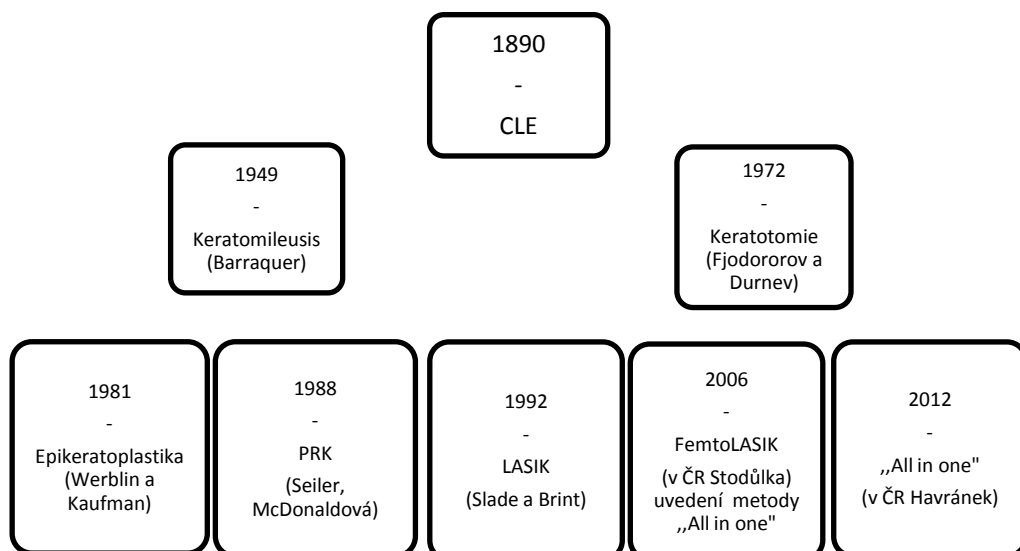 1890
-
CLE
1949
-
Keratomileusis
(Barraquer)
1972
-
Keratotomie
(Fjodororov a
Durnev)
1981
-
Epikeratoplastika
(Werblin a
Kaufman)
1988
-
PRK
(Seiler,
McDonaldová)
1992
-
LASIK
(Slade a Brint)
2006
-
FemtoLASIK
(v ČR Stodůlka)
uvedení metody
,,All in one"
2012
-
,,All in one"
(v ČR Havránek)